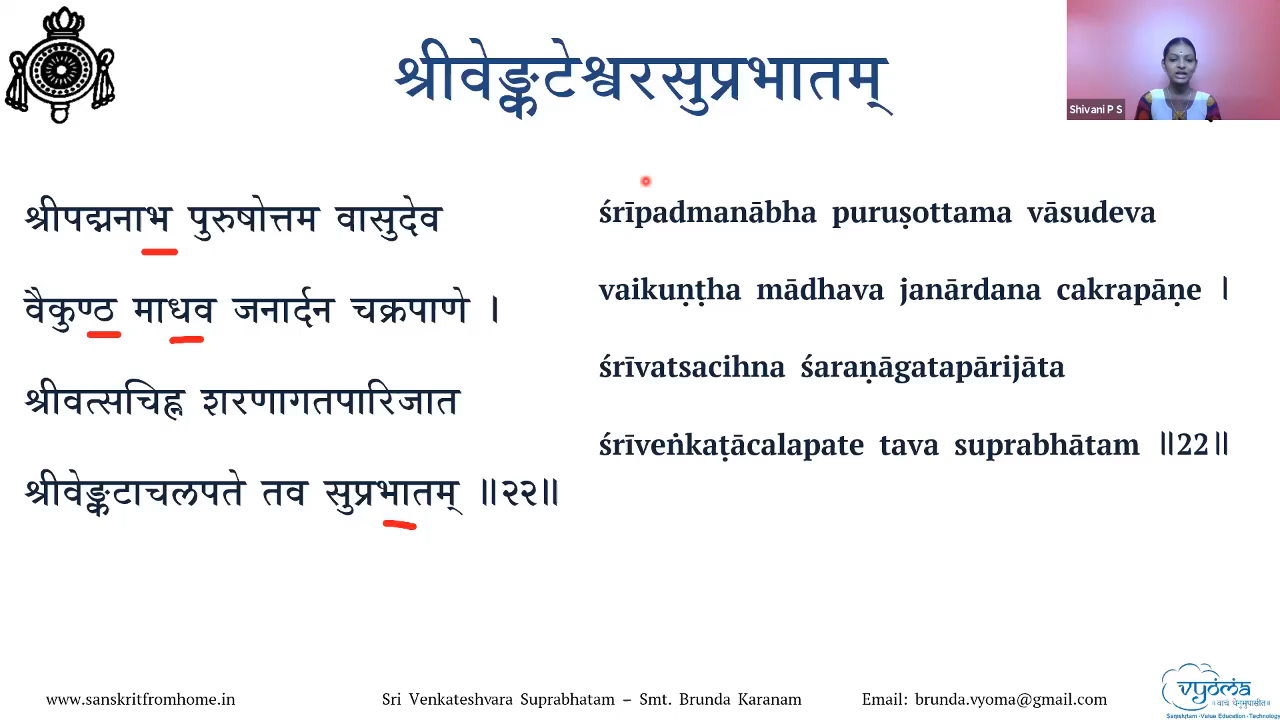 श्रीवेङ्कटेश्वरसुप्रभातम्
Shivani P S
श्रीपद्मनाभ पुरुषोत्तम वासुदेव
वैकुण्ठ माधव जनार्दन चक्रपाणे ।
श्रीवत्सचिह्न शरणागतपारिजात
श्रीवेङ्कटाचलपते तव सुप्रभातम् ॥२२॥
śrīpadmanābha puruṣottama vāsudeva
vaikuṇṭha mādhava janārdana cakrapāṇe ।
śrīvatsacihna śaraṇāgatapārijāta
śrīveṅkaṭācalapate tava suprabhātam ॥22॥
www.sanskritfromhome.in
Sri Venkateshvara Suprabhatam – Smt. Brunda Karanam
Email: brunda.vyoma@gmail.com
vyoma
॥ वाचं धेनुमुपासीत ॥
Samskrtam -Value Education -Technology